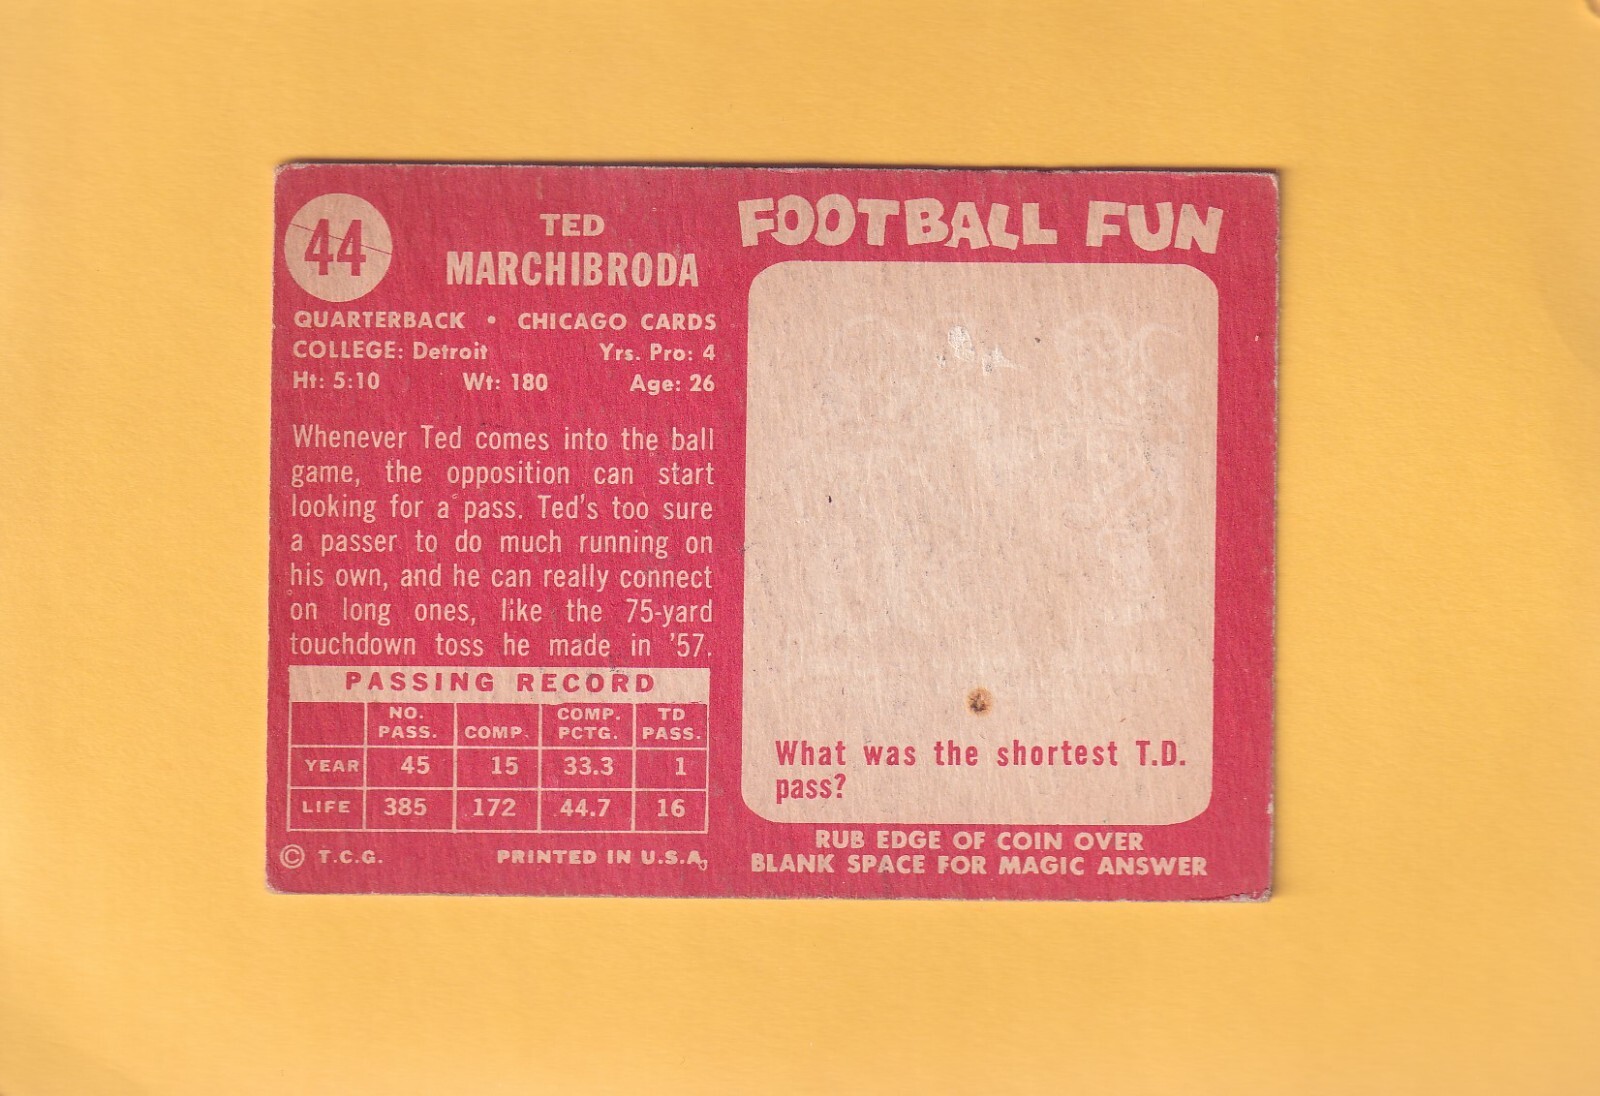 44
TED
MARCHIBRODA
QUARTERBACK • CHICAGO CARDS
COLLEGE: Detroit Yrs. Pro: 4
Ht: 5:10 Wt: 180 Age: 26
Whenever Ted comes into the ball
game, the opposition can start
looking for a pass. Ted's too sure
a passer to do much running on
his own, and he can really connect
on long ones, like the 75-yard
touchdown toss he made in '57.
PASSING RECORD
NO. PASS. COMP. COMP. PCTG. TD PASS.
YEAR 45 15 33.3 1
LIFE 385 172 44.7 16
© T.C.G. PRINTED IN U.S.A.
FOOTBALL FUN
What was the shortest T.D.
pass?
RUB EDGE OF COIN OVER
BLANK SPACE FOR MAGIC ANSWER